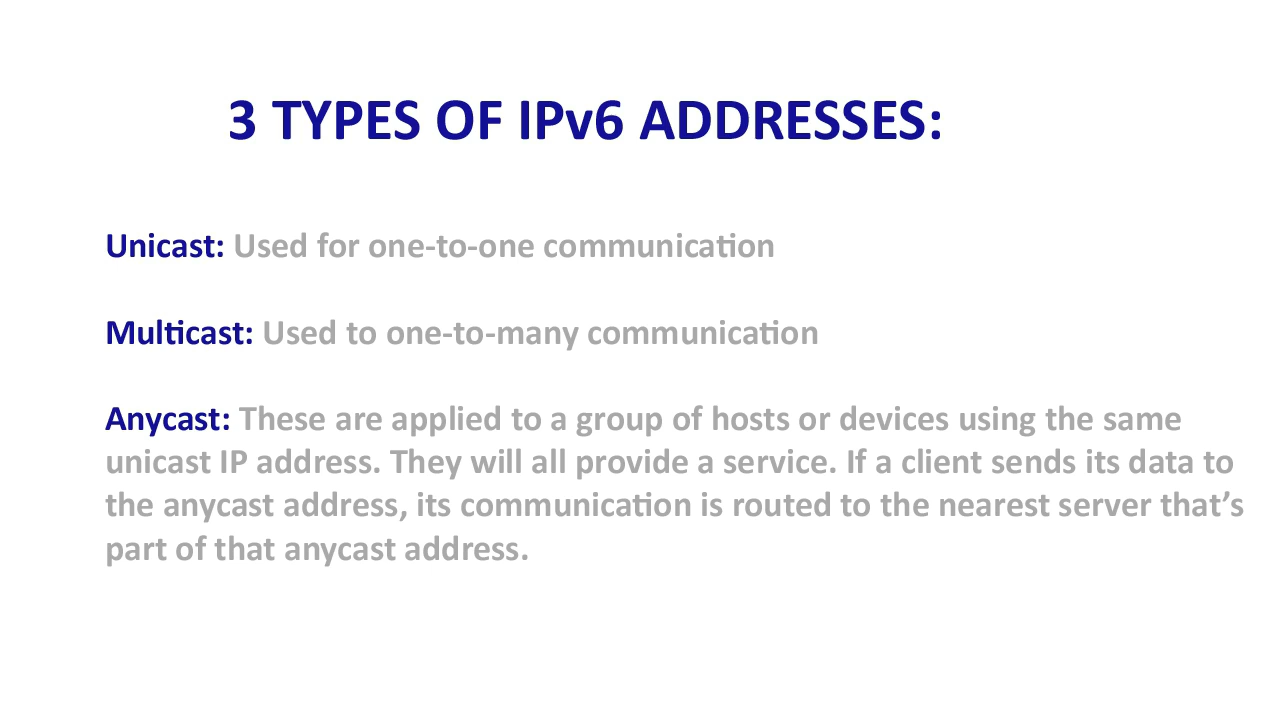 3 TYPES OF IPv6 ADDRESSES:
Unicast: Used for one-to-one communication
Multicast: Used to one-to-many communication
Anycast: These are applied to a group of hosts or devices using the same
unicast IP address. They will all provide a service. If a client sends its data to
the anycast address, its communication is routed to the nearest server that’s
part of that anycast address.